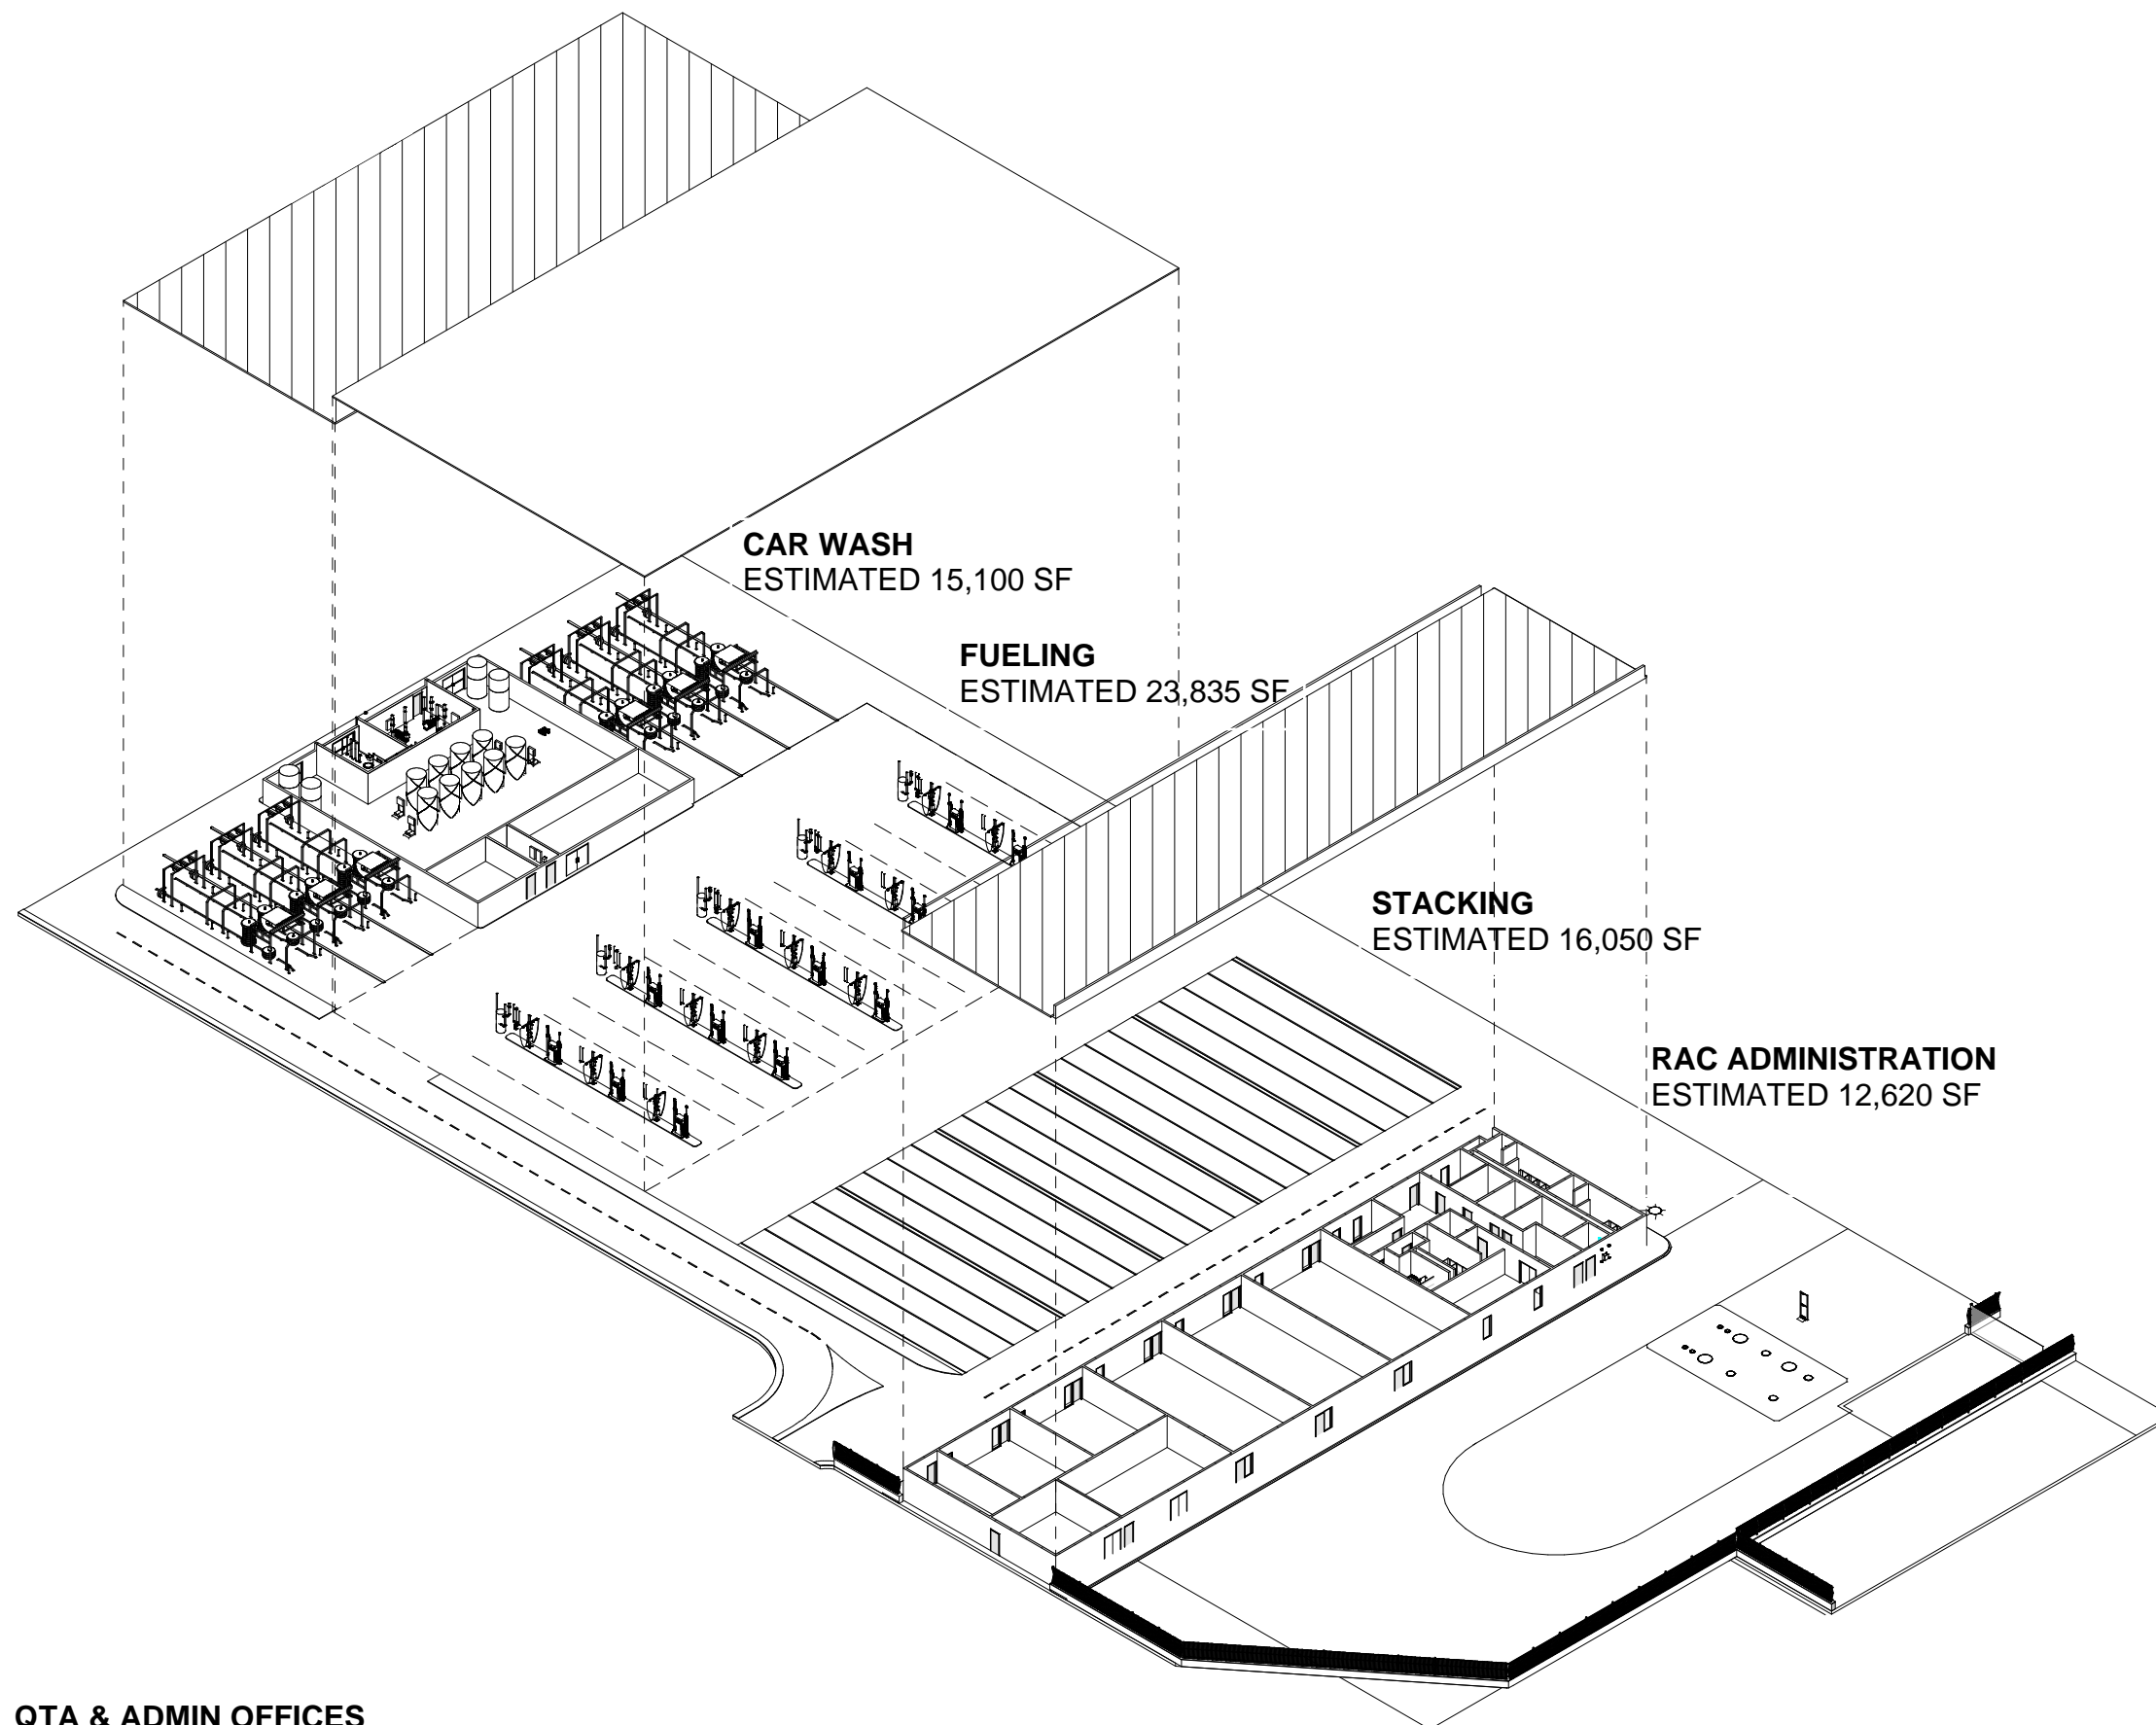 CAR WASH
ESTIMATED 15,100 SF
FUELING
ESTIMATED 23,835 SF
STACKING
ESTIMATED 16,050 SF
RAC ADMINISTRATION
ESTIMATED 12,620 SF
QTA & ADMIN OFFICES